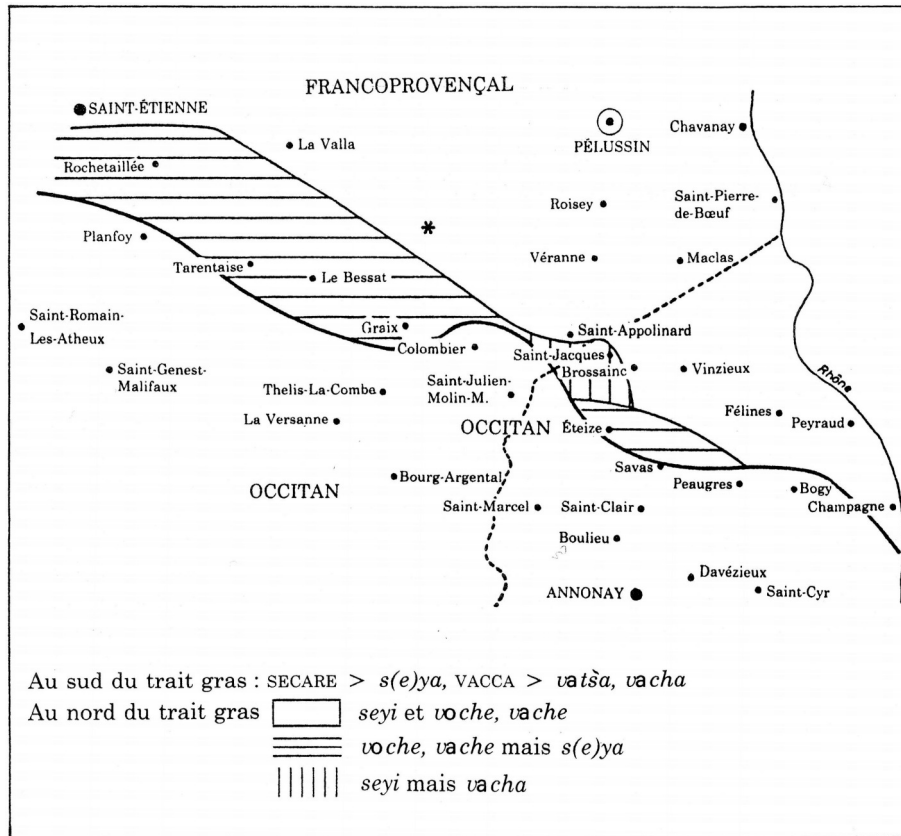 FRANCOPROVENÇAL
SAINT-ÉTIENNE
Chavanay
La Valla
PÉLUSSIN
Rochetaillée
Saint-Pierre-
de-Bœuf
Roisey
Planfoy
Tarentaise
Véranne
Maclas
Le Bessat
Saint-Romain-
Les-Atheux
Graix
Saint-Appolinard
Colombier
Saint-Jacques
Brossainc
Vinzieux
Rhône
Saint-Genest-
Malifaux
Thelis-La-Combe
Saint-Julien-
Molin-M.
La Versanne
Félines
Peyraud
OCCITAN
Éteize
Savas
Bourg-Argental
Peaugres
Bogy
OCCITAN
Saint-Marcel
Saint-Clair
Champagne
Boulieu
Davézieux
ANNONAY
Saint-Cyr
Au sud du trait gras : SECARE > s(e)ya, VACCA > vatsà, vacha
Au nord du trait gras seyi et voche, vache
voche, vache mais s(e)ya
seyi mais vacha